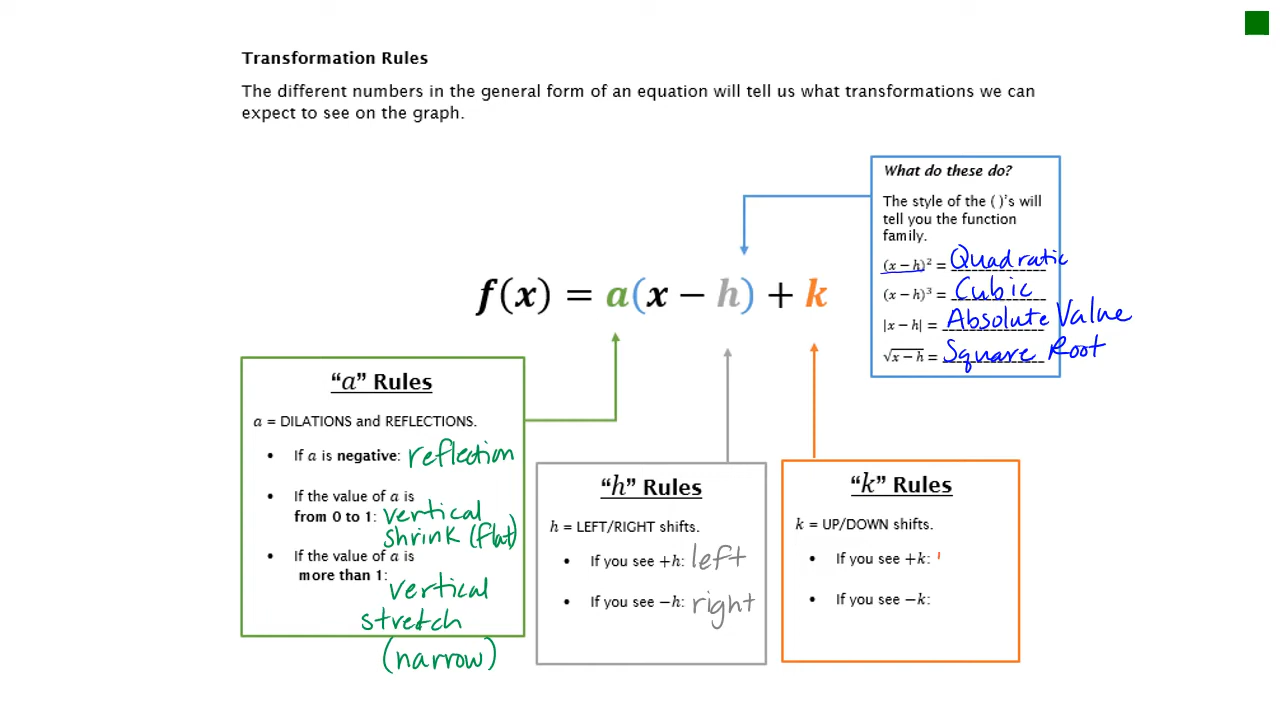 Transformation Rules
The different numbers in the general form of an equation will tell us what transformations we can
expect to see on the graph.
What do these do?
The style of the ( )'s will
tell you the function
family.
(x − h)² = Quadratic
(x − h)³ = Cubic
|x − h| = Absolute Value
√x − h = Square Root
f(x) = a(x − h) + k
"a" Rules
a = DILATIONS and REFLECTIONS.
• If a is negative: reflection
• If the value of a is
from 0 to 1: vertical
shrink (flat)
• If the value of a is
more than 1:
vertical
stretch
(narrow)
"h" Rules
h = LEFT/RIGHT shifts.
• If you see +h: left
• If you see −h: right
"k" Rules
k = UP/DOWN shifts.
• If you see +k:
• If you see −k: